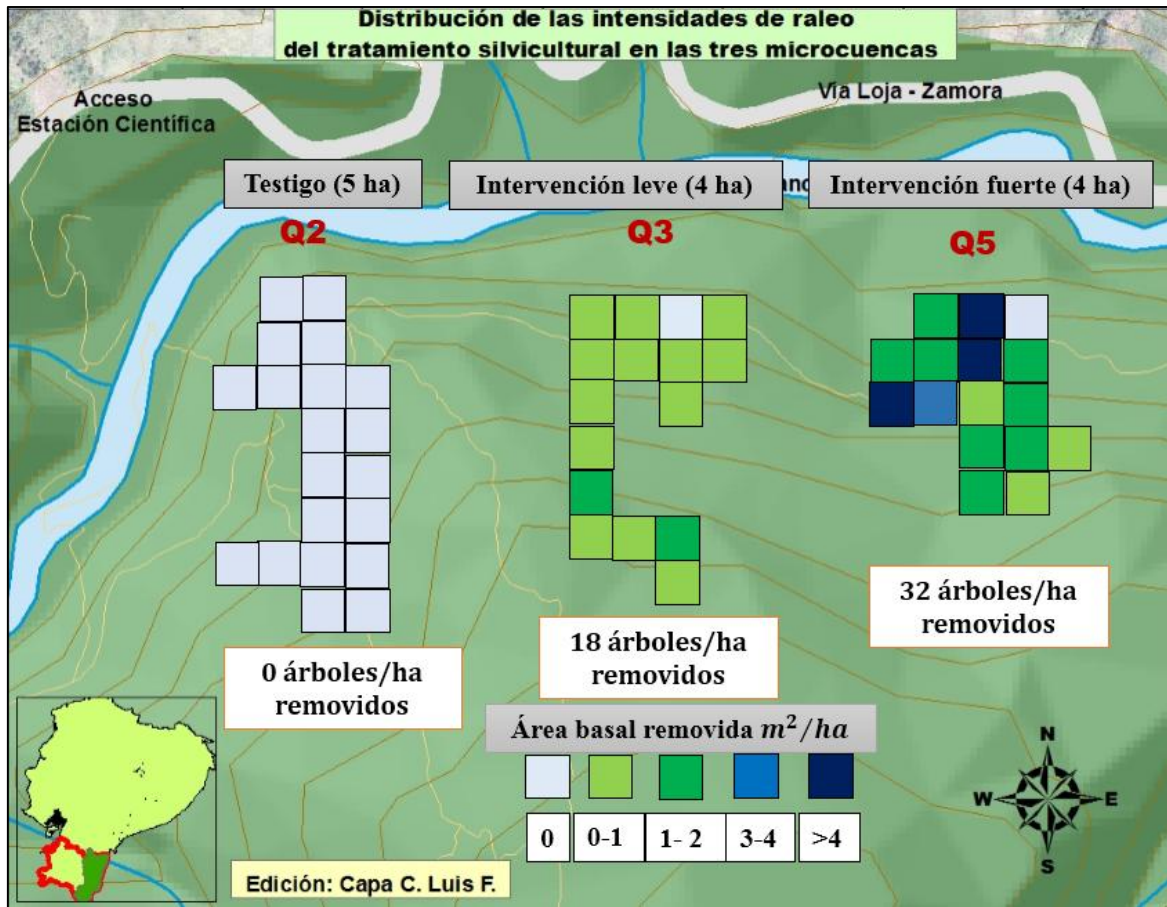 Distribución de las intensidades de raleo
del tratamiento silvicultural en las tres microcuencas
Acceso
Estación Científica
Vía Loja - Zamora
Testigo (5 ha)
Intervención leve (4 ha)
Intervención fuerte (4 ha)
Q2
Q3
Q5
32 árboles/ha
removidos
18 árboles/ha
removidos
0 árboles/ha
removidos
Área basal removida m²/ha
0
0-1
1- 2
3-4
>4
N
W
E
S
Edición: Capa C. Luis F.